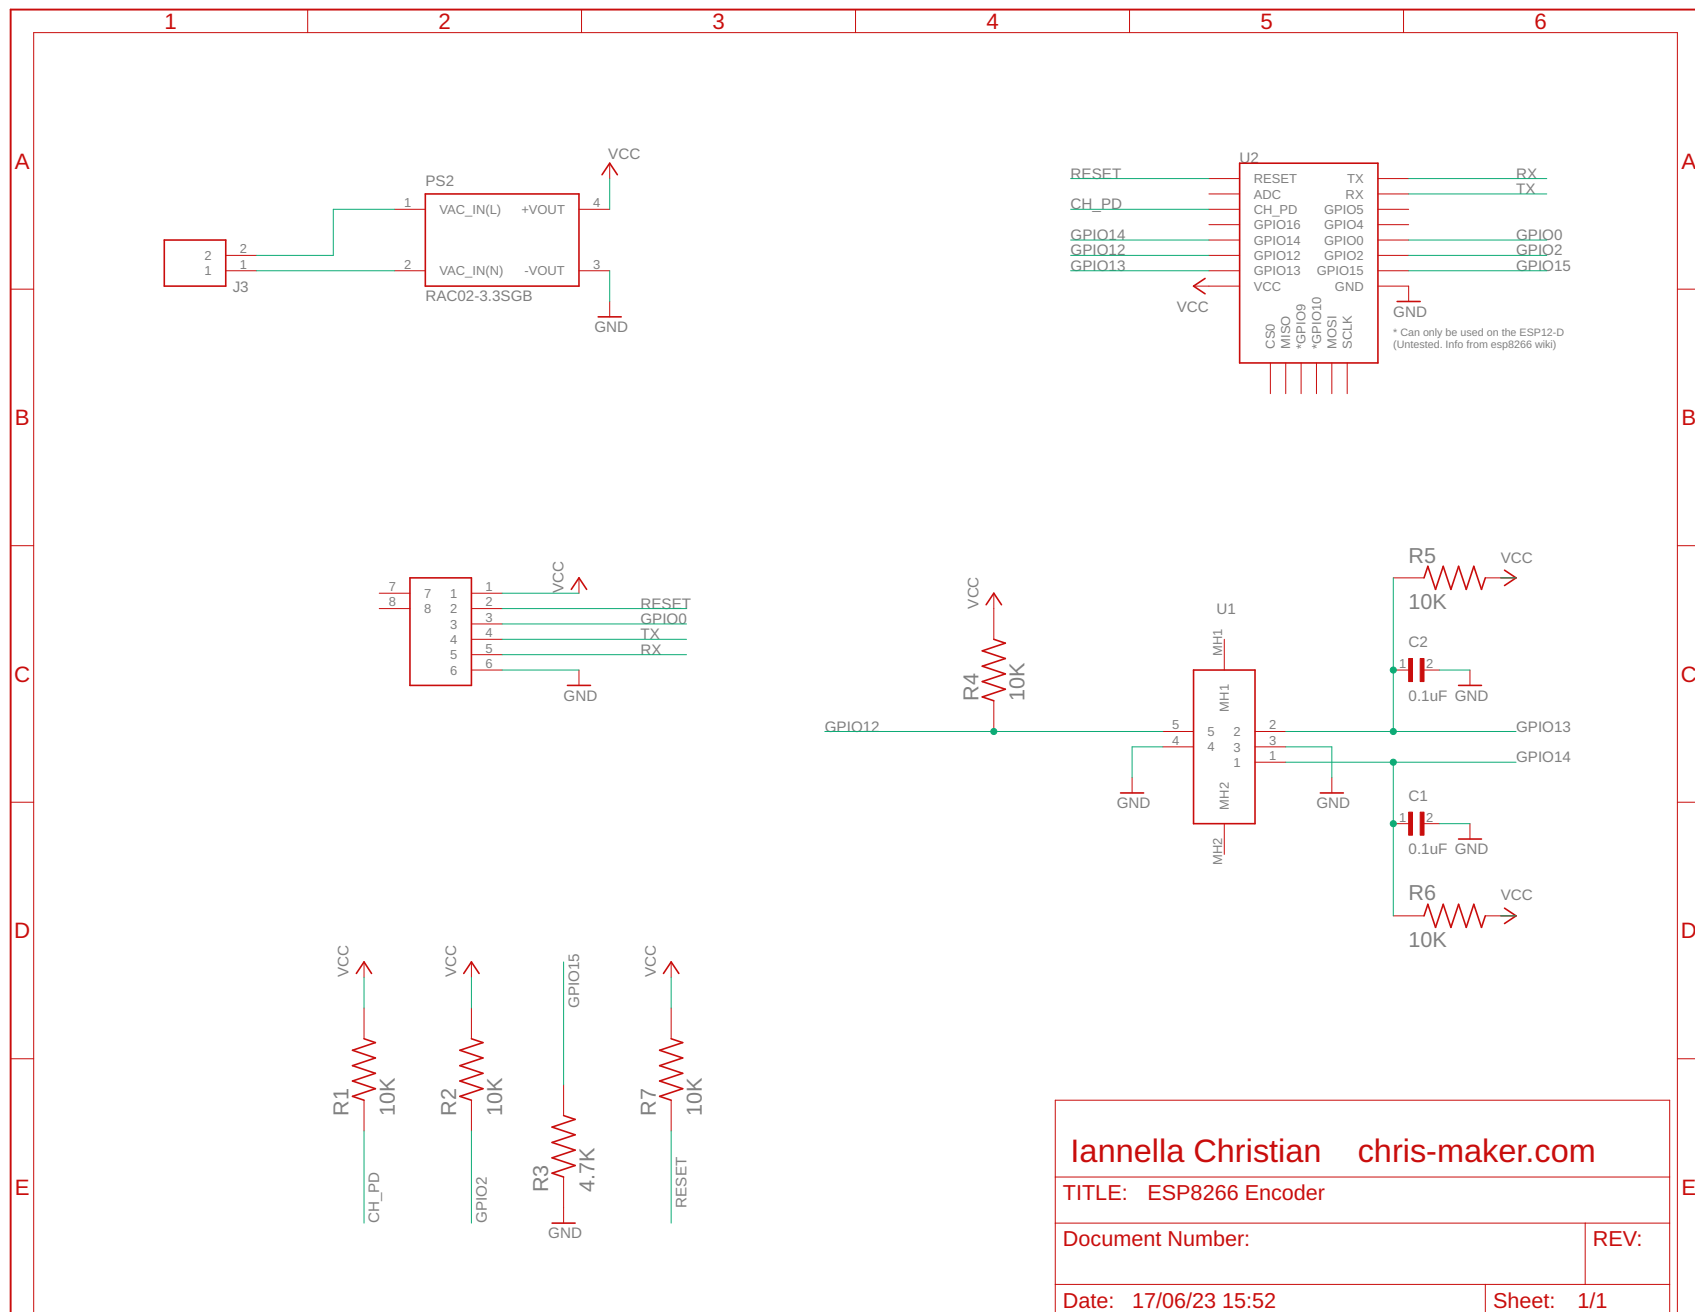 1 2 3 4 5 6
A A
B B
C C
D D
E E
VCC
PS2
1 VAC_IN(L) +VOUT 4
2 VAC_IN(N) -VOUT 3
RAC02-3.3SGB
GND
2 2
1 1
J3
U2
RESET RESET TX RX
ADC RX TX
CH_PD CH_PD GPIO5
GPIO16 GPIO4
GPIO14 GPIO14 GPIO0 GPIO0
GPIO12 GPIO12 GPIO2 GPIO2
GPIO13 GPIO13 GPIO15 GPIO15
VCC VCC GND GND
CS0
MISO
*GPIO9
*GPIO10
MOSI
SCLK
* Can only be used on the ESP12-D
(Untested. Info from esp8266 wiki)
7 7 1 1 VCC
8 8 2 2 RESET
3 3 GPIO0
4 4 TX
5 5 RX
6 6
GND
VCC
R4
10K
GPIO12
U1
MH1
MH1
5 5 2 2 GPIO13
4 4 3 3
1 1 GPIO14
MH2
MH2
GND
GND
R5 VCC
10K
C2
1 2
0.1uF GND
C1
1 2
0.1uF GND
R6 VCC
10K
VCC
R1
10K
CH_PD
VCC
R2
10K
GPIO2
GPIO15
R3
4.7K
GND
VCC
R7
10K
RESET
Iannella Christian chris-maker.com
TITLE: ESP8266 Encoder
Document Number: REV:
Date: 17/06/23 15:52 Sheet: 1/1